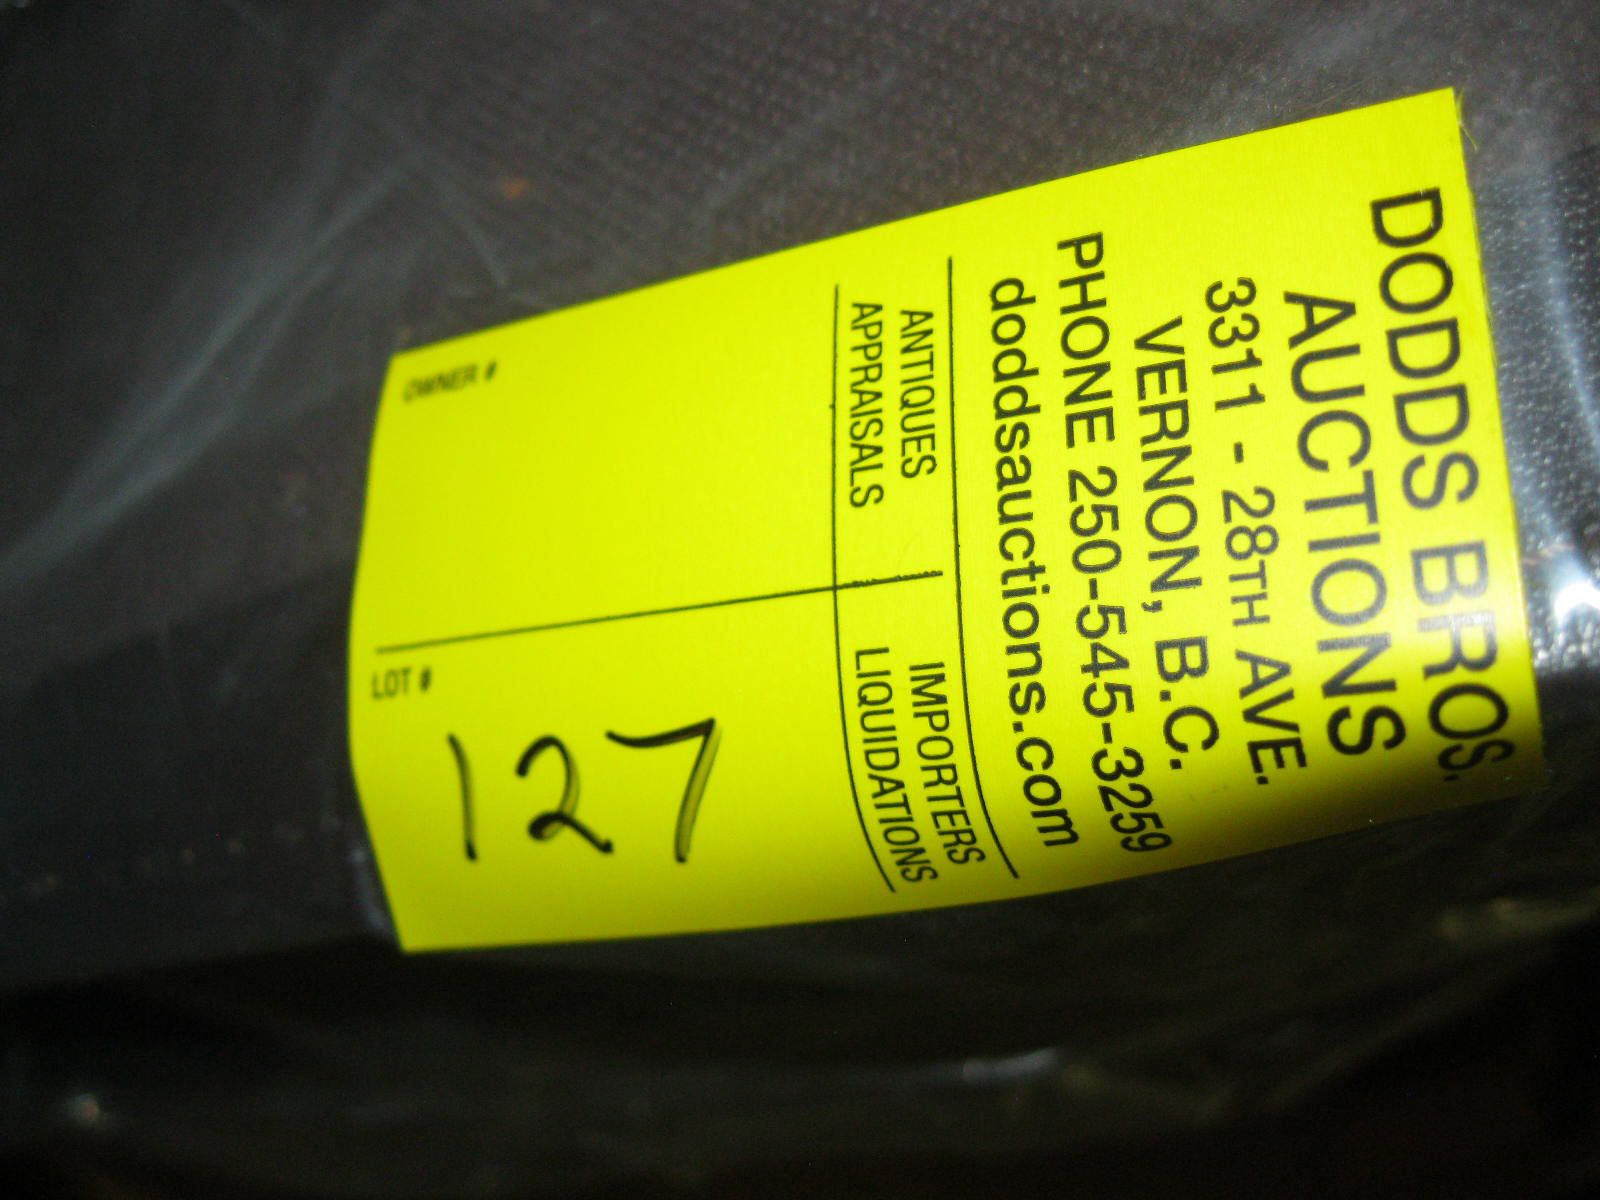 DODDS BROS.
AUCTIONS
3311 - 28TH AVE.
VERNON, B.C.
PHONE 250-545-3259
doddsauctions.com
ANTIQUES
APPRAISALS
IMPORTERS
LIQUIDATIONS
OWNER #
LOT #
127